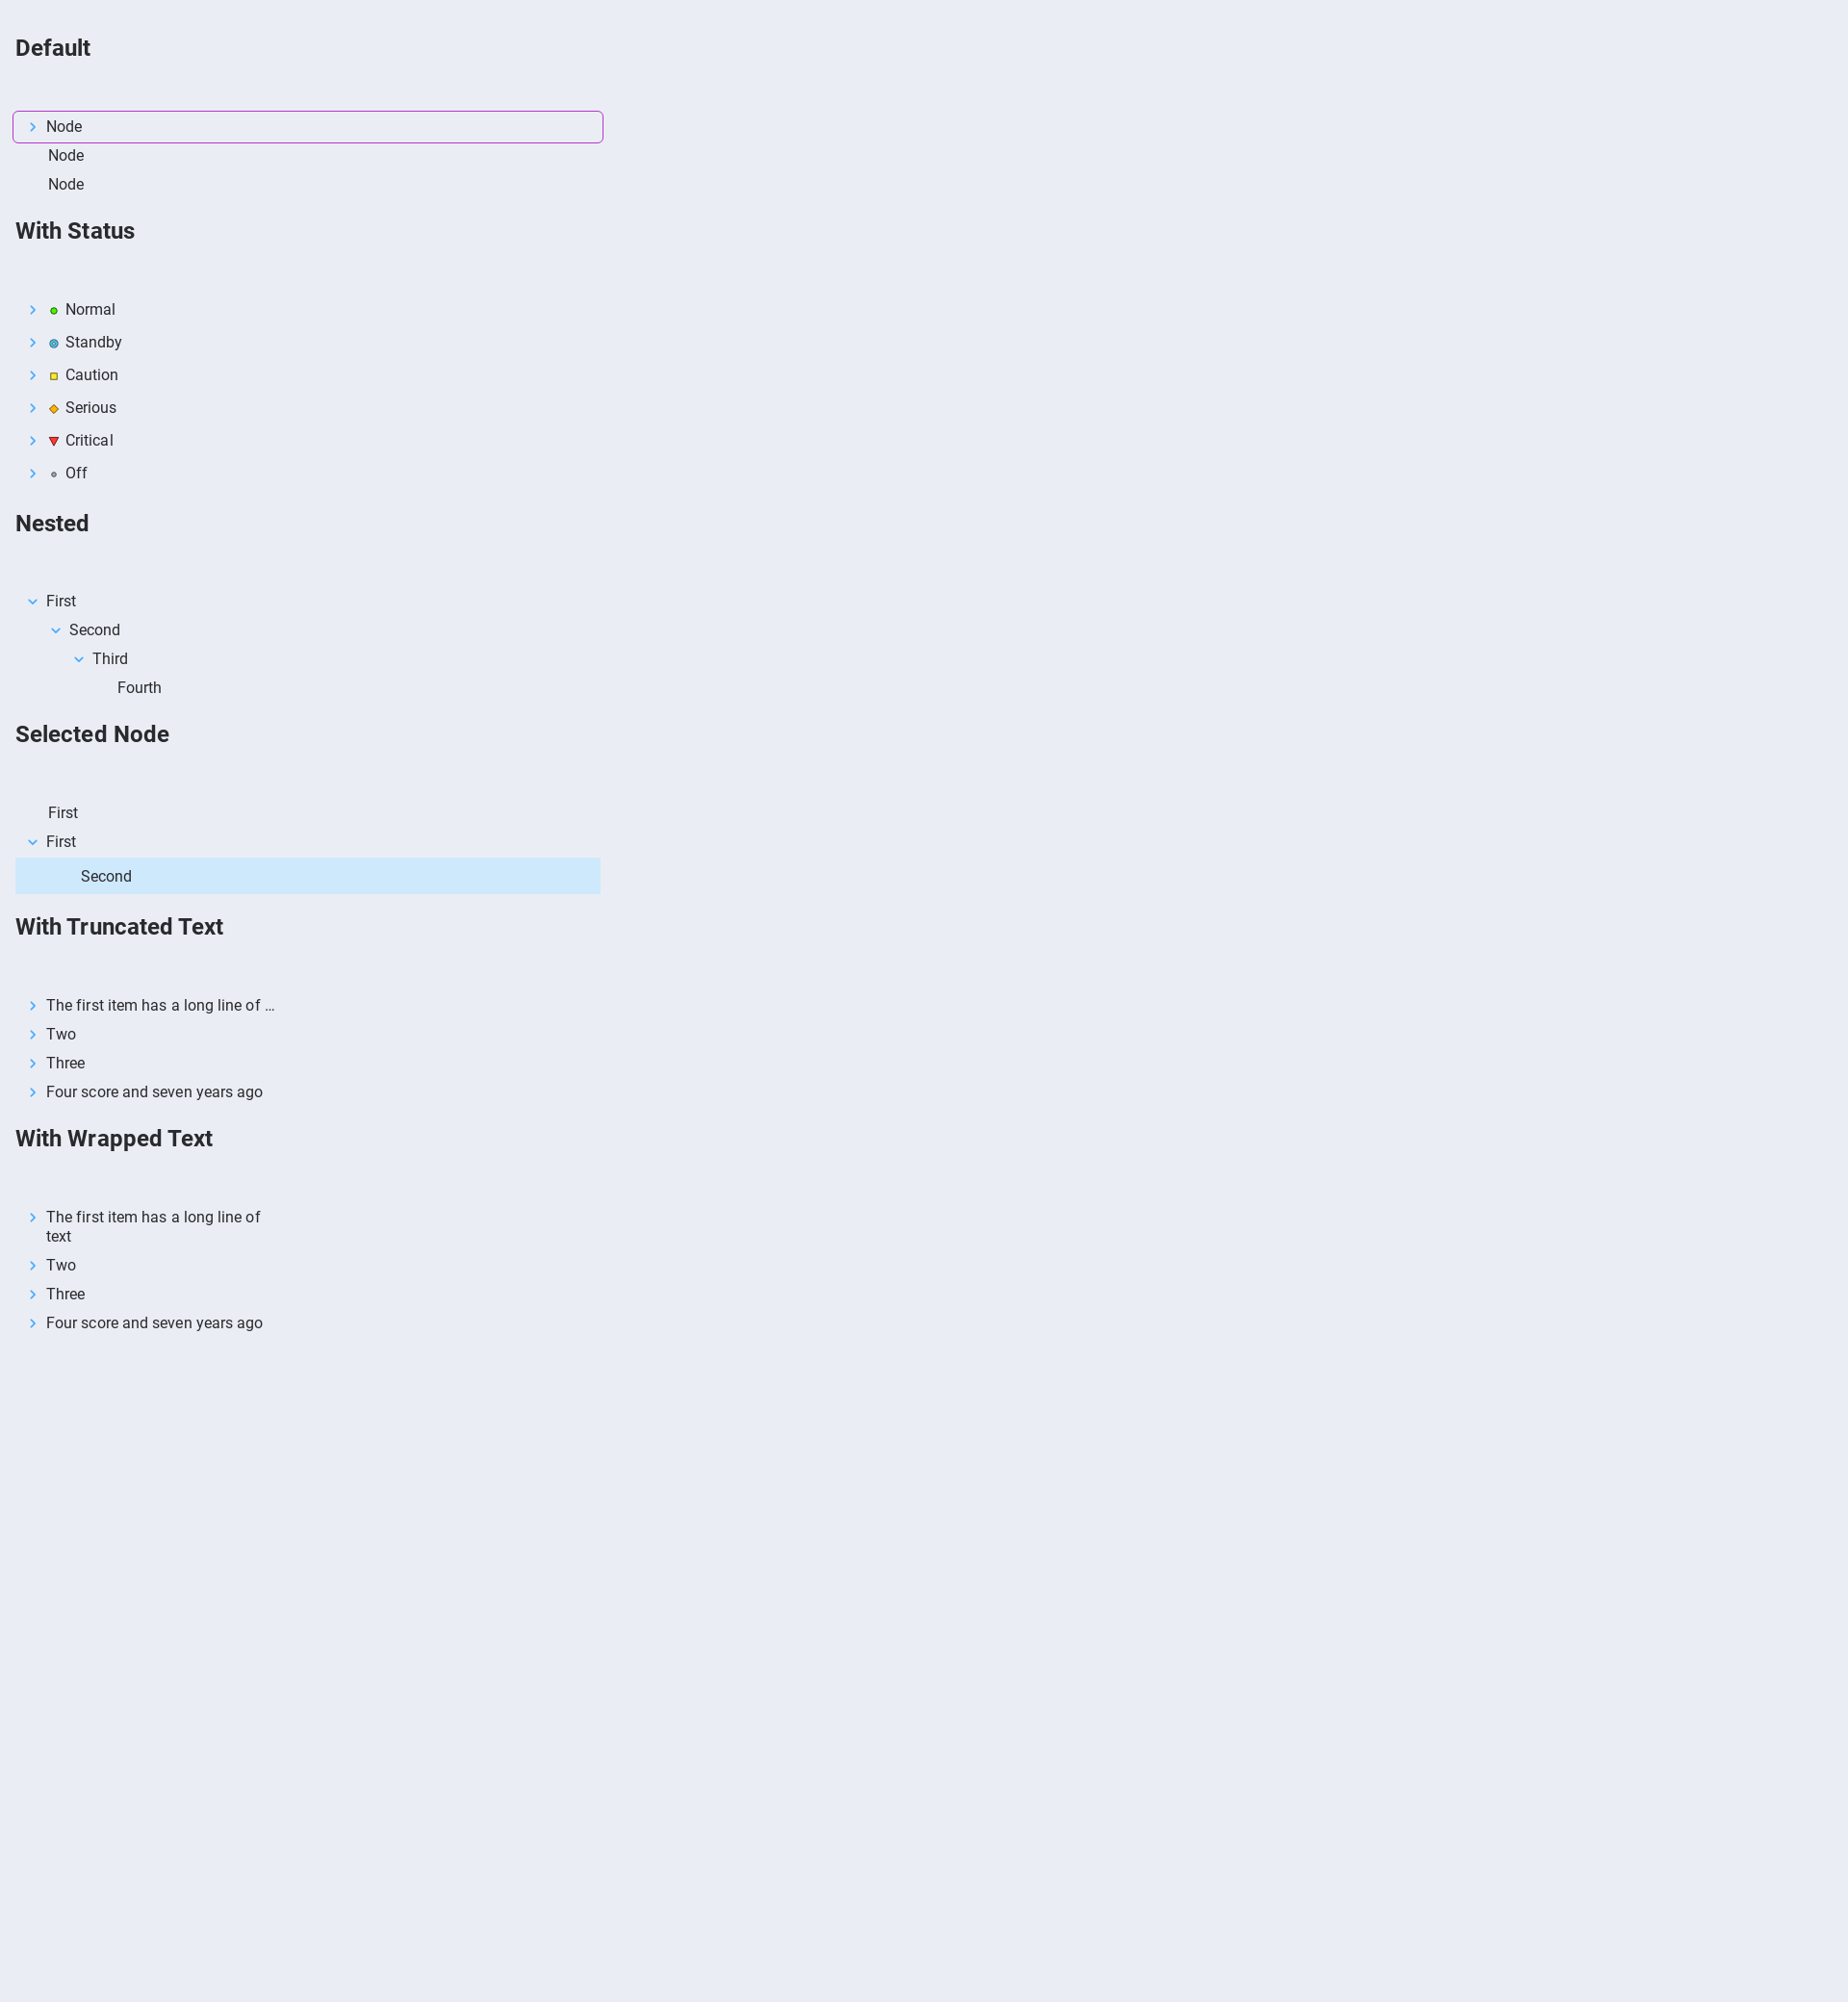 Default
Node
Node
Node
With Status
Normal
Standby
Caution
Serious
Critical
Off
Nested
First
Second
Third
Fourth
Selected Node
First
First
Second
With Truncated Text
The first item has a long line of ...
Two
Three
Four score and seven years ago
With Wrapped Text
The first item has a long line of
text
Two
Three
Four score and seven years ago